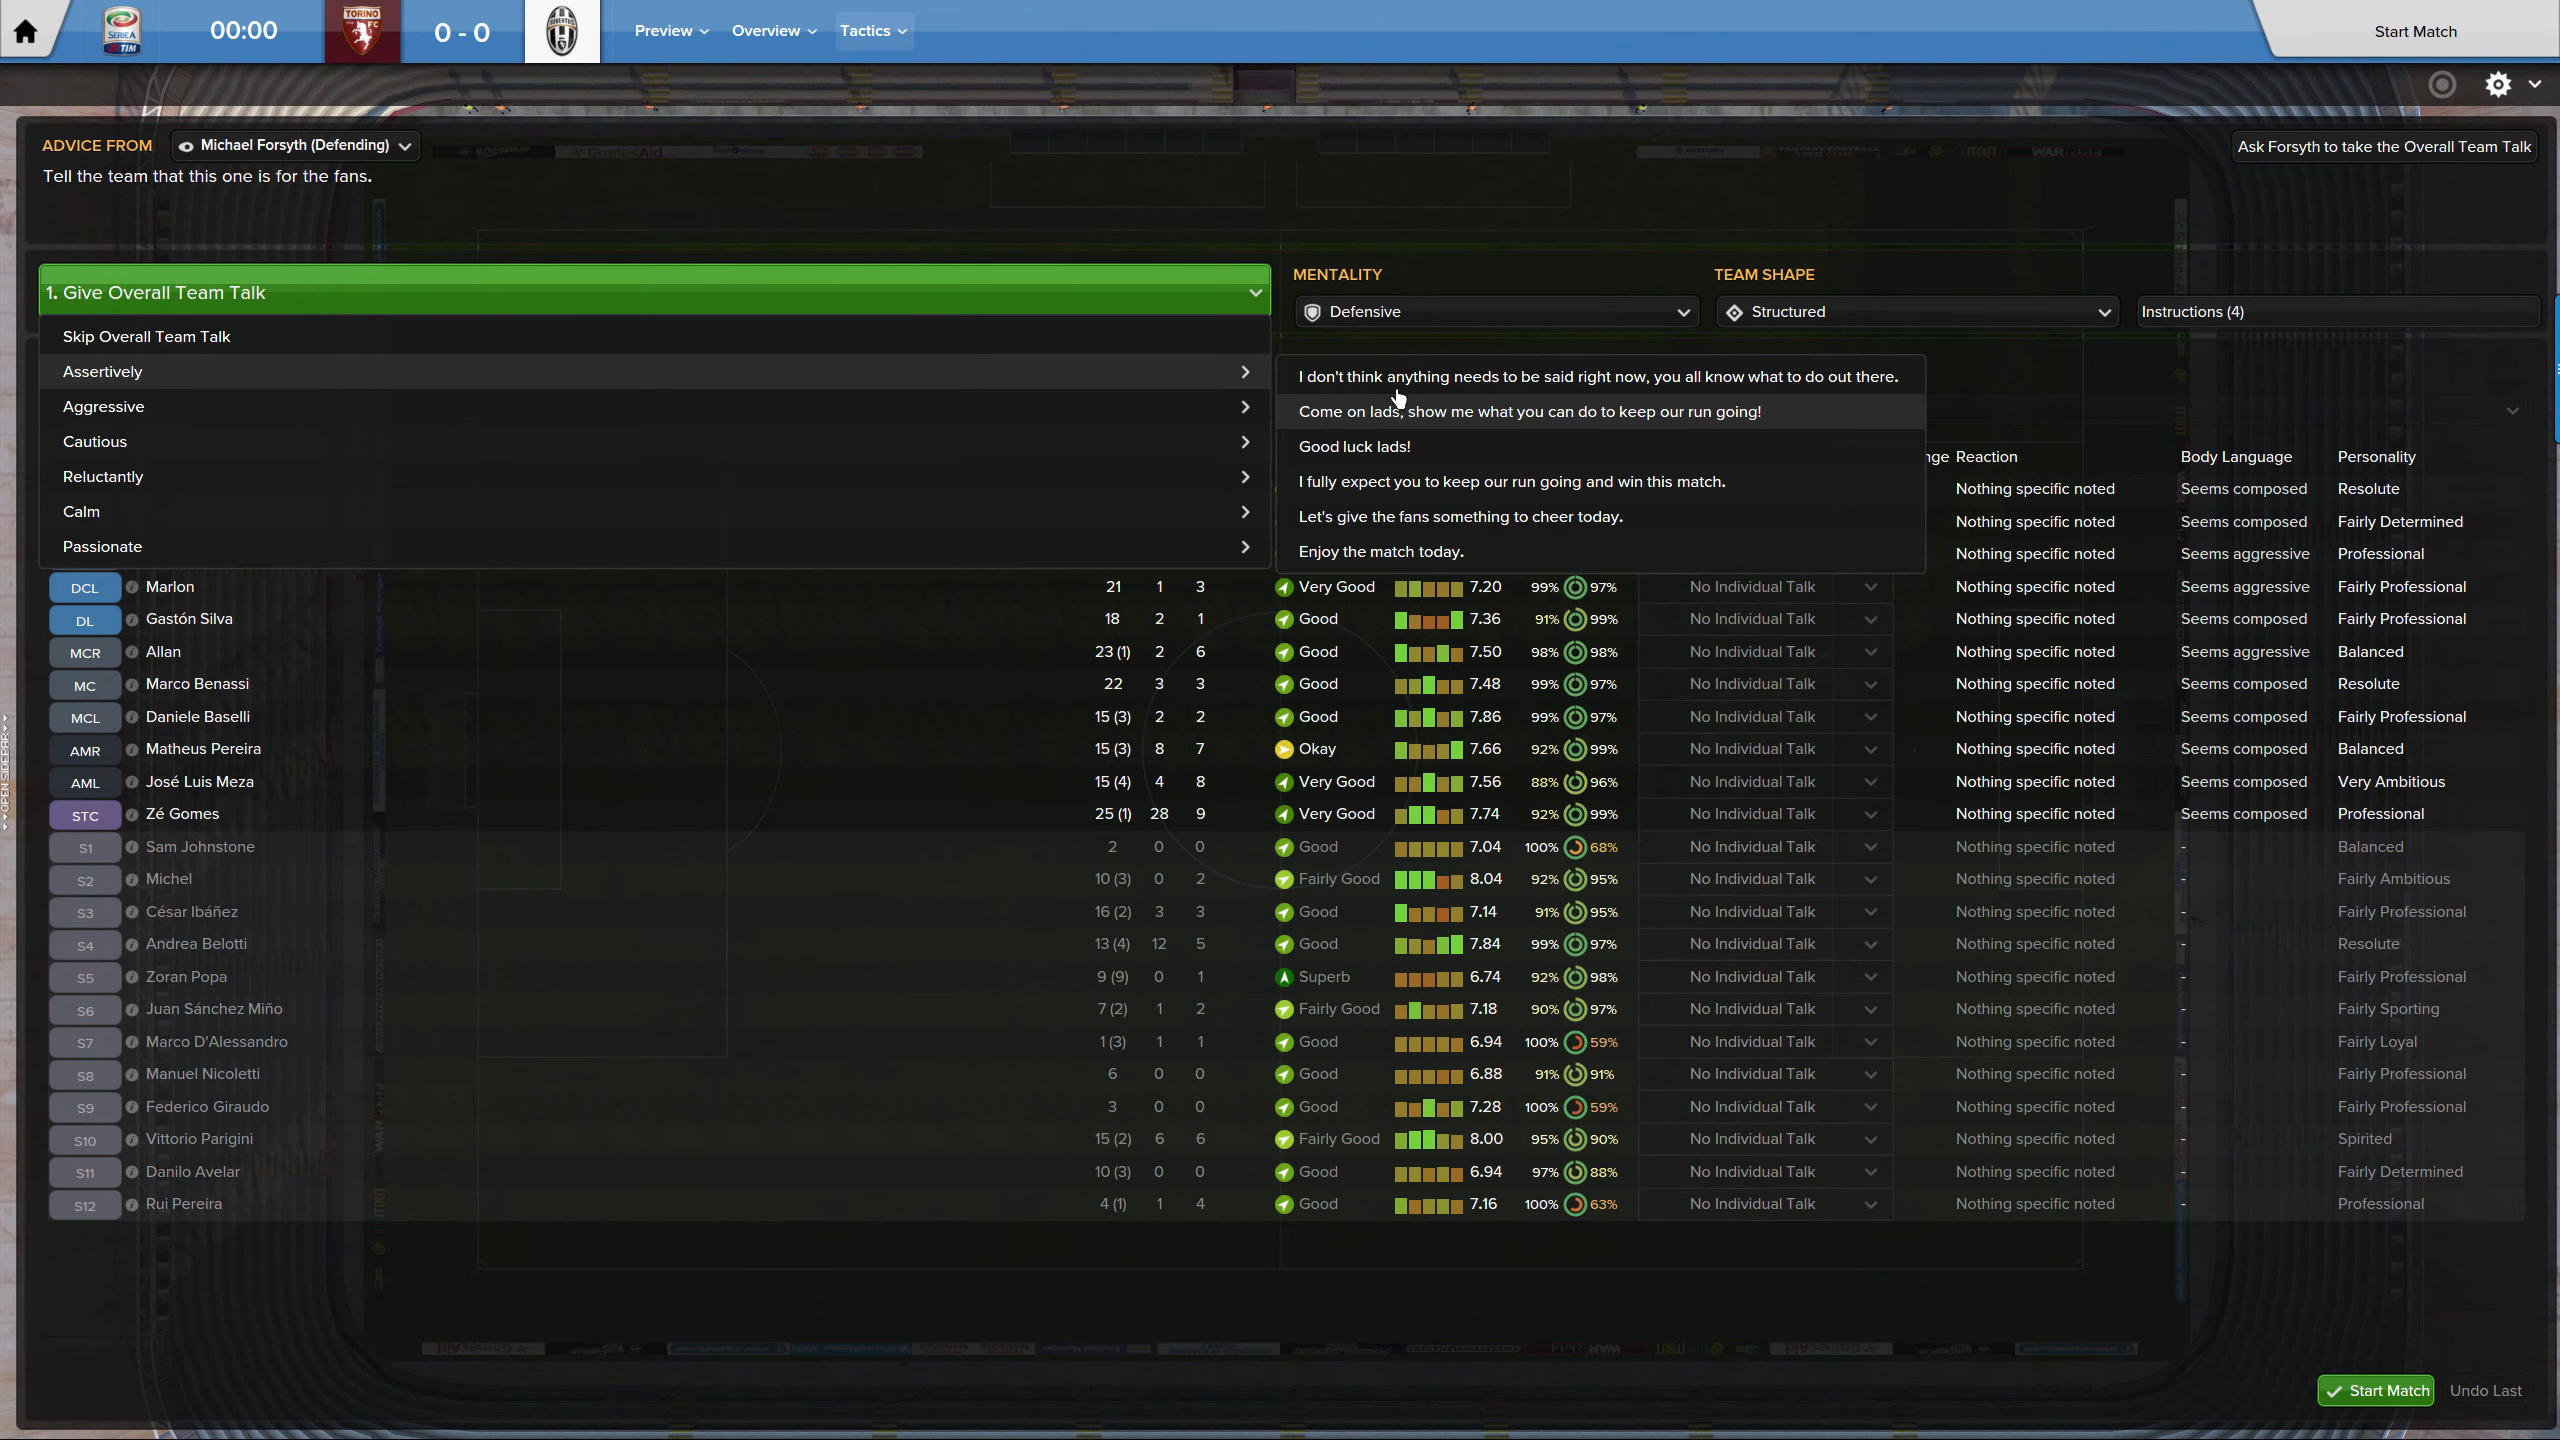 SERIE A
TIM
00:00
TORINO
FC
0 - 0
JUVENTUS
Preview
Overview
Tactics
Start Match
ADVICE FROM
Michael Forsyth (Defending)
Ask Forsyth to take the Overall Team Talk
Tell the team that this one is for the fans.
1. Give Overall Team Talk
MENTALITY
TEAM SHAPE
Defensive
Structured
Instructions (4)
Skip Overall Team Talk
Assertively
Aggressive
Cautious
Reluctantly
Calm
Passionate
I don't think anything needs to be said right now, you all know what to do out there.
Come on lads, show me what you can do to keep our run going!
Good luck lads!
I fully expect you to keep our run going and win this match.
Let's give the fans something to cheer today.
Enjoy the match today.
nge Reaction Body Language Personality
Nothing specific noted Seems composed Resolute
Nothing specific noted Seems composed Fairly Determined
Nothing specific noted Seems aggressive Professional
DCL Marlon 21 1 3 Very Good 7.20 99% 97% No Individual Talk Nothing specific noted Seems aggressive Fairly Professional
DL Gastón Silva 18 2 1 Good 7.36 91% 99% No Individual Talk Nothing specific noted Seems composed Fairly Professional
MCR Allan 23 (1) 2 6 Good 7.50 98% 98% No Individual Talk Nothing specific noted Seems aggressive Balanced
MC Marco Benassi 22 3 3 Good 7.48 99% 97% No Individual Talk Nothing specific noted Seems composed Resolute
MCL Daniele Baselli 15 (3) 2 2 Good 7.86 99% 97% No Individual Talk Nothing specific noted Seems composed Fairly Professional
AMR Matheus Pereira 15 (3) 8 7 Okay 7.66 92% 99% No Individual Talk Nothing specific noted Seems composed Balanced
AML José Luis Meza 15 (4) 4 8 Very Good 7.56 88% 96% No Individual Talk Nothing specific noted Seems composed Very Ambitious
STC Zé Gomes 25 (1) 28 9 Very Good 7.74 92% 99% No Individual Talk Nothing specific noted Seems composed Professional
S1 Sam Johnstone 2 0 0 Good 7.04 100% 68% No Individual Talk Nothing specific noted - Balanced
S2 Michel 10 (3) 0 2 Fairly Good 8.04 92% 95% No Individual Talk Nothing specific noted - Fairly Ambitious
S3 César Ibáñez 16 (2) 3 3 Good 7.14 91% 95% No Individual Talk Nothing specific noted - Fairly Professional
S4 Andrea Belotti 13 (4) 12 5 Good 7.84 99% 97% No Individual Talk Nothing specific noted - Resolute
S5 Zoran Popa 9 (9) 0 1 Superb 6.74 92% 98% No Individual Talk Nothing specific noted - Fairly Professional
S6 Juan Sánchez Miño 7 (2) 1 2 Fairly Good 7.18 90% 97% No Individual Talk Nothing specific noted - Fairly Sporting
S7 Marco D'Alessandro 1 (3) 1 1 Good 6.94 100% 59% No Individual Talk Nothing specific noted - Fairly Loyal
S8 Manuel Nicoletti 6 0 0 Good 6.88 91% 91% No Individual Talk Nothing specific noted - Fairly Professional
S9 Federico Giraudo 3 0 0 Good 7.28 100% 59% No Individual Talk Nothing specific noted - Fairly Professional
S10 Vittorio Parigini 15 (2) 6 6 Fairly Good 8.00 95% 90% No Individual Talk Nothing specific noted - Spirited
S11 Danilo Avelar 10 (3) 0 0 Good 6.94 97% 88% No Individual Talk Nothing specific noted - Fairly Determined
S12 Rui Pereira 4 (1) 1 4 Good 7.16 100% 63% No Individual Talk Nothing specific noted - Professional
OPEN SIDEBAR
Start Match
Undo Last